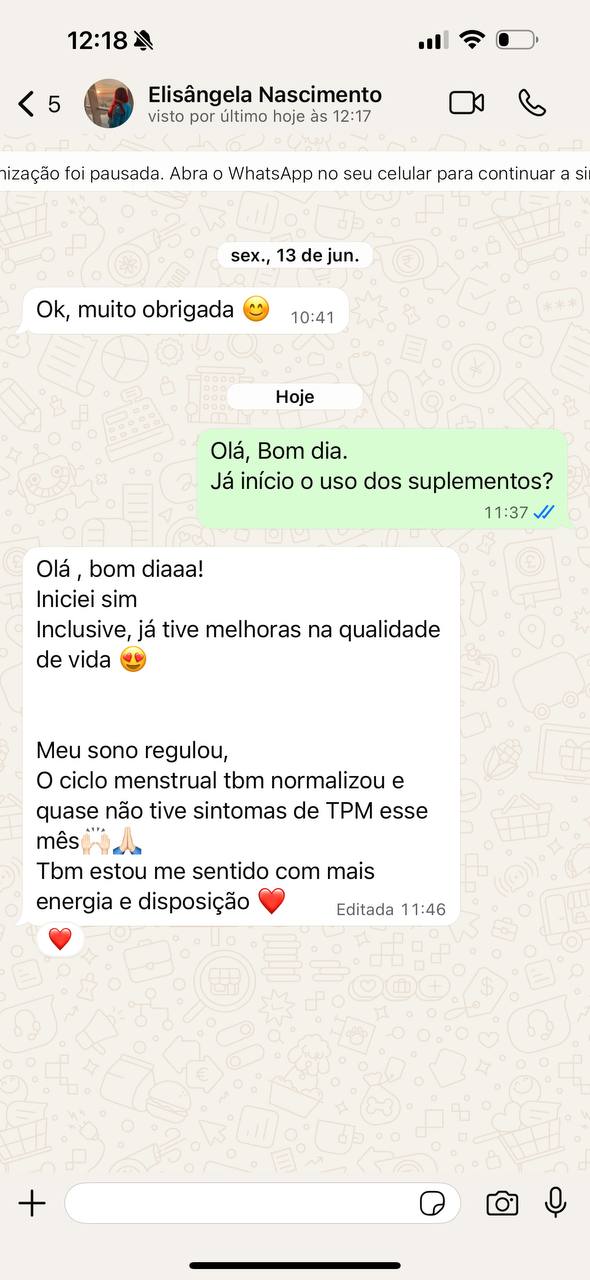 12:18
5
Elisângela Nascimento
visto por último hoje às 12:17
nização foi pausada. Abra o WhatsApp no seu celular para continuar a si
sex., 13 de jun.
Ok, muito obrigada 😊 10:41
Hoje
Olá, Bom dia.
Já início o uso dos suplementos?
11:37
Olá , bom diaaa!
Iniciei sim
Inclusive, já tive melhoras na qualidade
de vida 😍
Meu sono regulou,
O ciclo menstrual tbm normalizou e
quase não tive sintomas de TPM esse
mês🙌🏻🙏🏻
Tbm estou me sentido com mais
energia e disposição ❤️ Editada 11:46
❤️